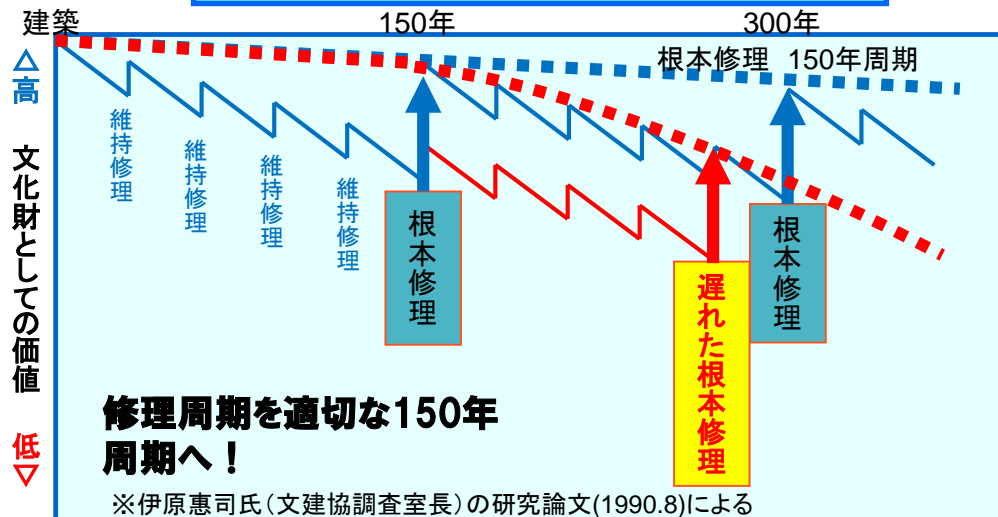 建築
150年
300年
根本修理 150年周期
△高 文化財としての価値 低▽
維持修理
維持修理
維持修理
維持修理
根本修理
遅れた根本修理
根本修理
修理周期を適切な150年
周期へ！
※伊原惠司氏（文建協調査室長）の研究論文(1990.8)による